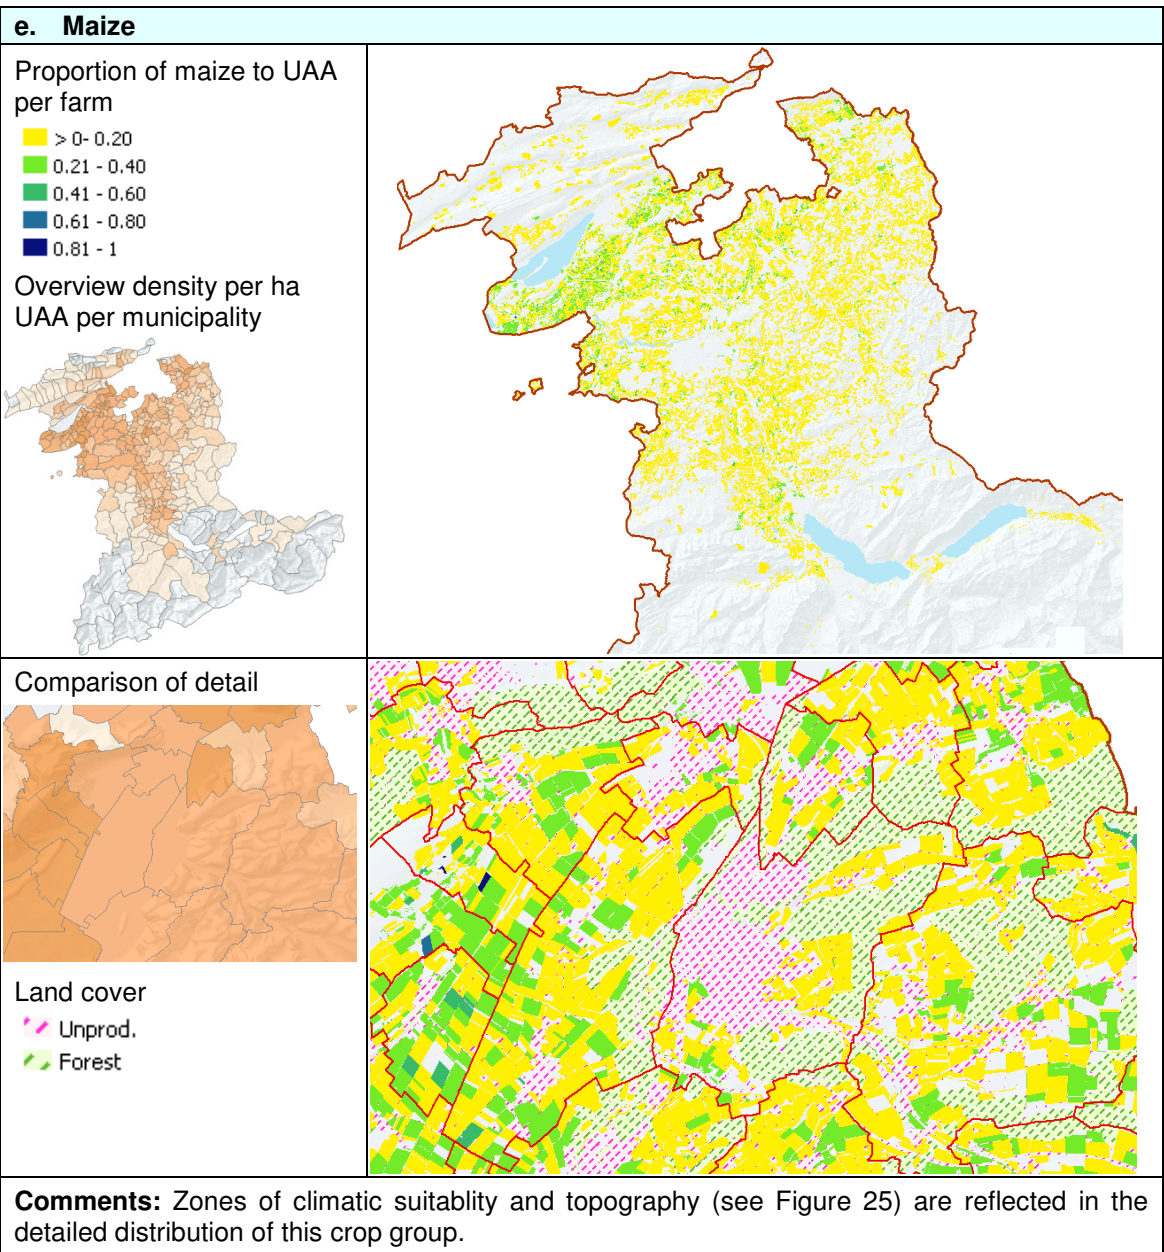 e. Maize
Proportion of maize to UAA
per farm
> 0- 0.20
0.21 - 0.40
0.41 - 0.60
0.61 - 0.80
0.81 - 1
Overview density per ha
UAA per municipality
Comparison of detail
Land cover
Unprod.
Forest
Comments: Zones of climatic suitablity and topography (see Figure 25) are reflected in the
detailed distribution of this crop group.